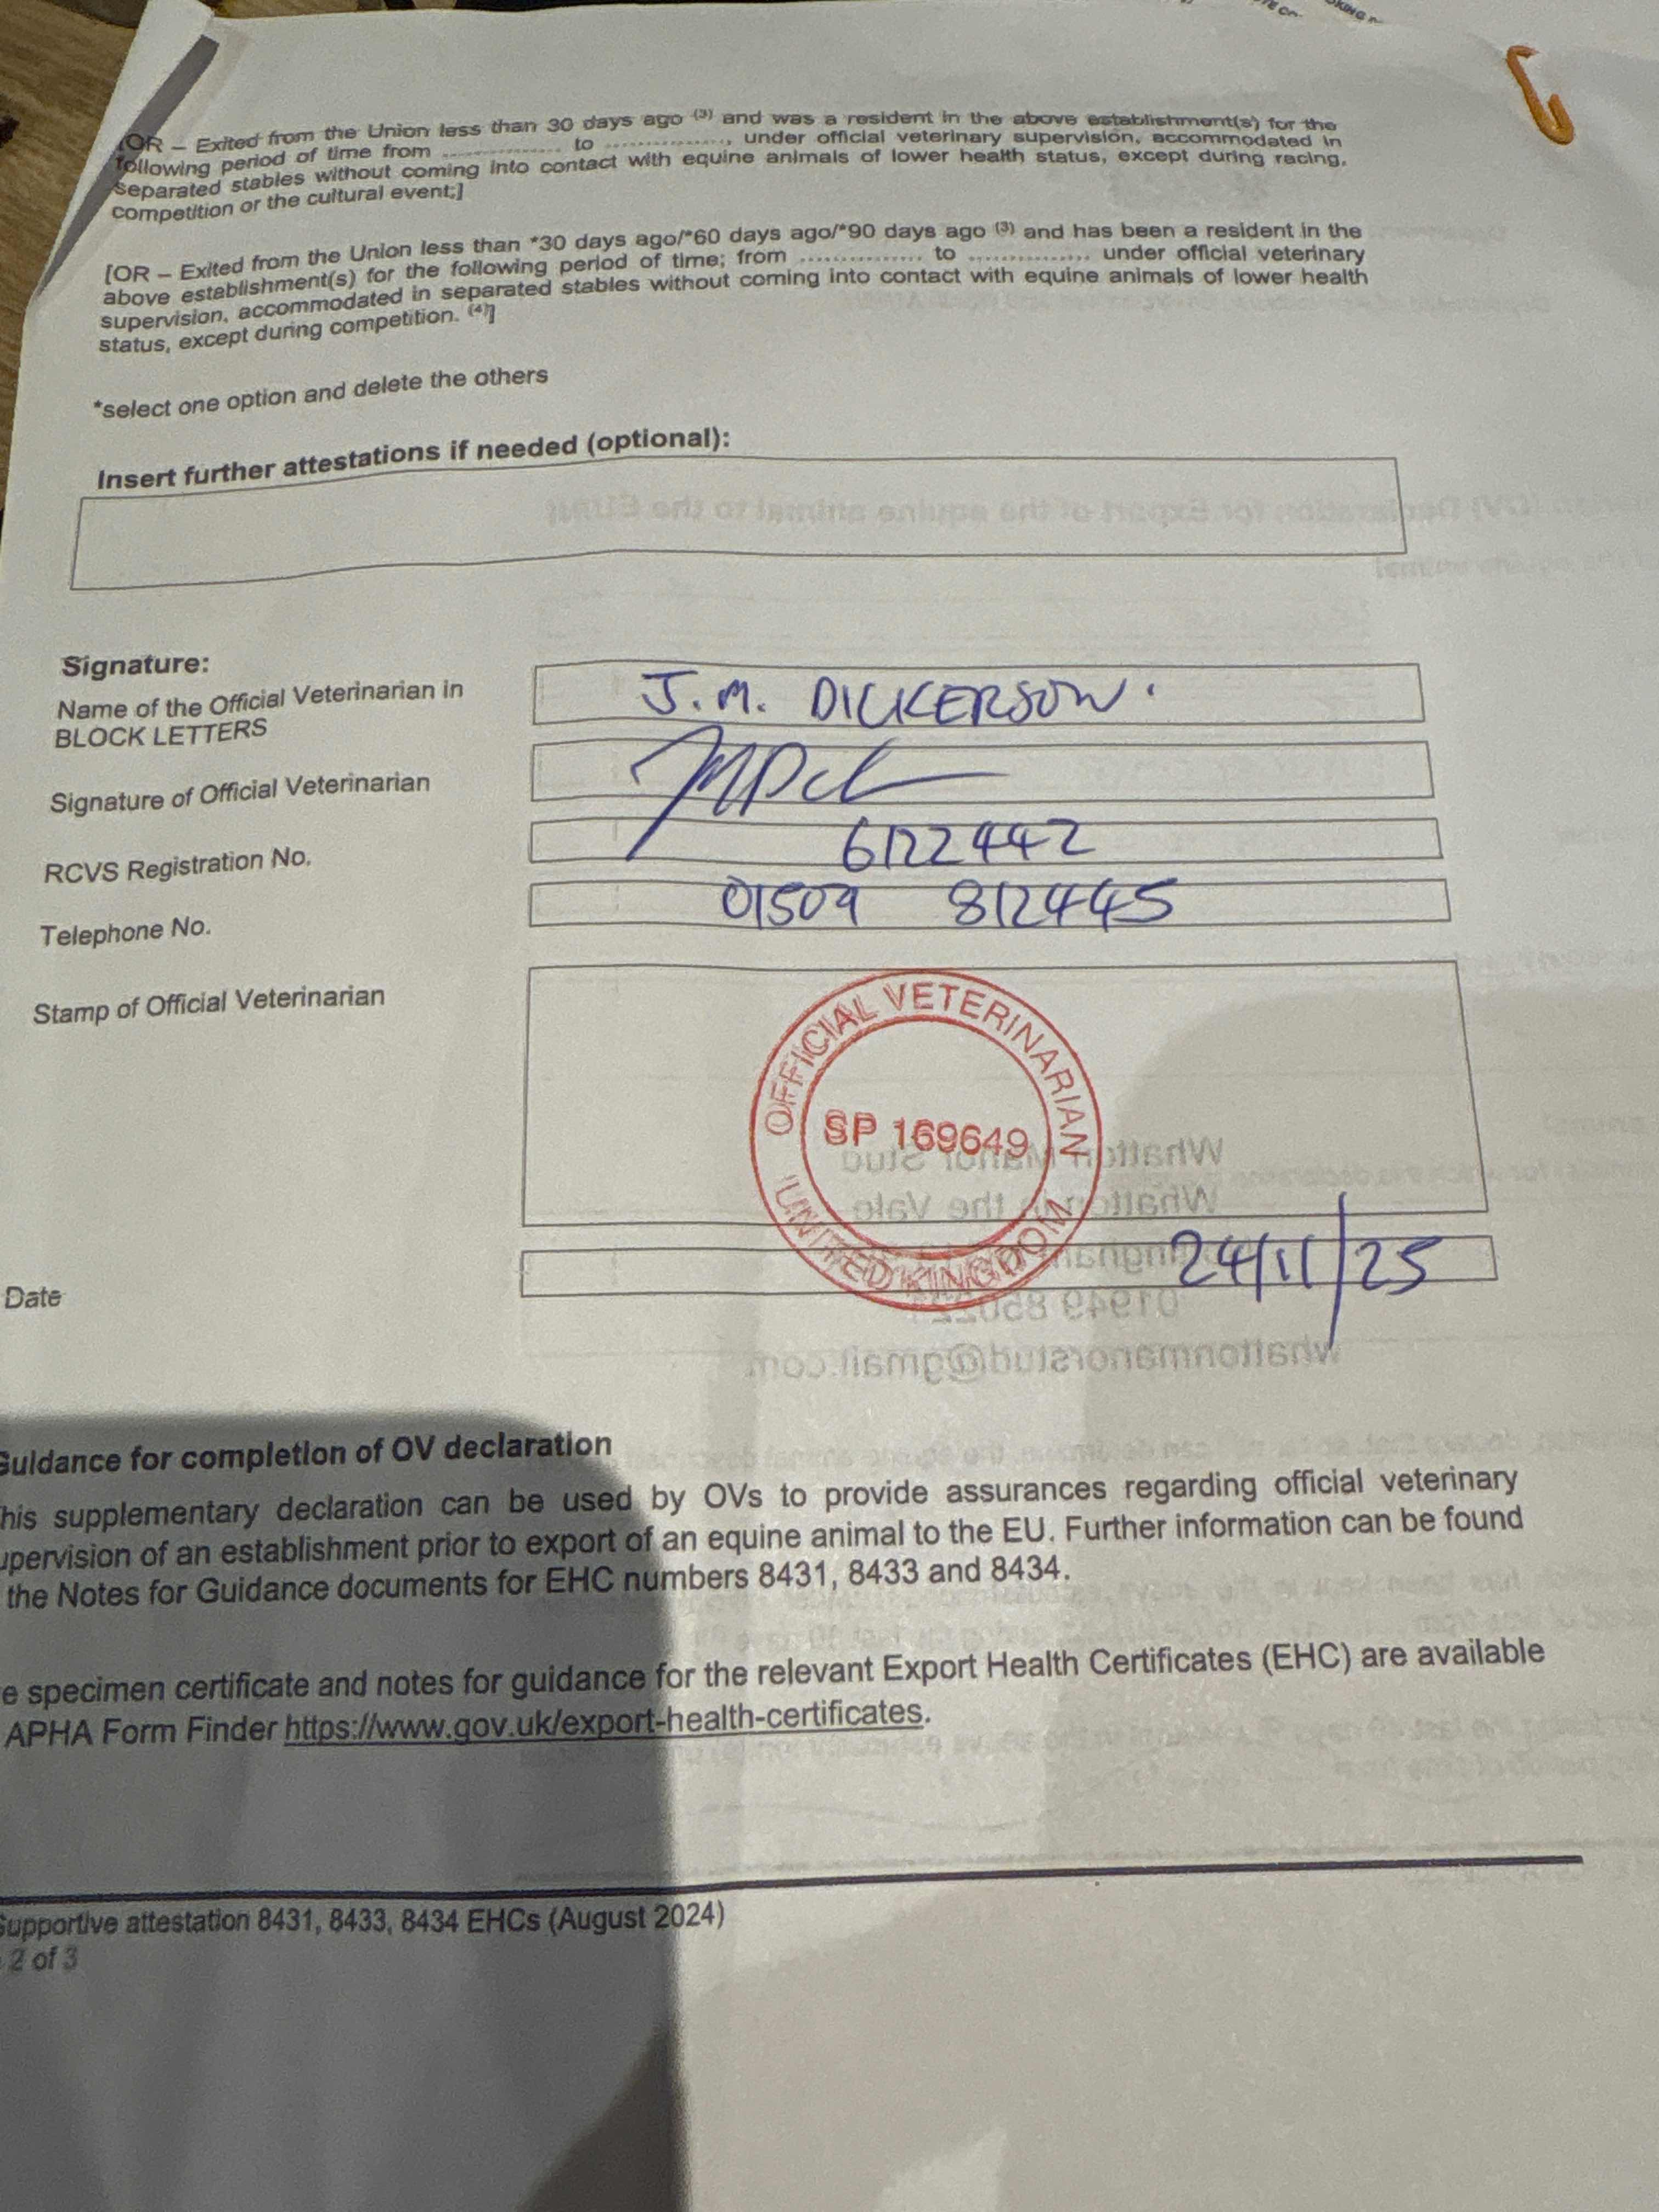 [OR – Exited from the Union less than 30 days ago (3) and was a resident in the above establishment(s) for the
following period of time from .............. to .............., under official veterinary supervision, accommodated in
separated stables without coming into contact with equine animals of lower health status, except during racing,
competition or the cultural event;]
[OR – Exited from the Union less than *30 days ago/*60 days ago/*90 days ago (3) and has been a resident in the
above establishment(s) for the following period of time; from .............. to .............. under official veterinary
supervision, accommodated in separated stables without coming into contact with equine animals of lower health
status, except during competition. (4)]
*select one option and delete the others
Insert further attestations if needed (optional):
Signature:
Name of the Official Veterinarian in
BLOCK LETTERS
J.M. DICKERSON.
Signature of Official Veterinarian
RCVS Registration No.
6122442
Telephone No.
01509 812445
Stamp of Official Veterinarian
OFFICIAL VETERINARIAN
SP 169649
UNITED KINGDOM
Whatton Manor Stud
Whatton in the Vale
Date
24/11/25
whattonmanorstud@gmail.com
Guidance for completion of OV declaration
his supplementary declaration can be used by OVs to provide assurances regarding official veterinary
upervision of an establishment prior to export of an equine animal to the EU. Further information can be found
the Notes for Guidance documents for EHC numbers 8431, 8433 and 8434.
e specimen certificate and notes for guidance for the relevant Export Health Certificates (EHC) are available
APHA Form Finder https://www.gov.uk/export-health-certificates.
Supportive attestation 8431, 8433, 8434 EHCs (August 2024)
2 of 3